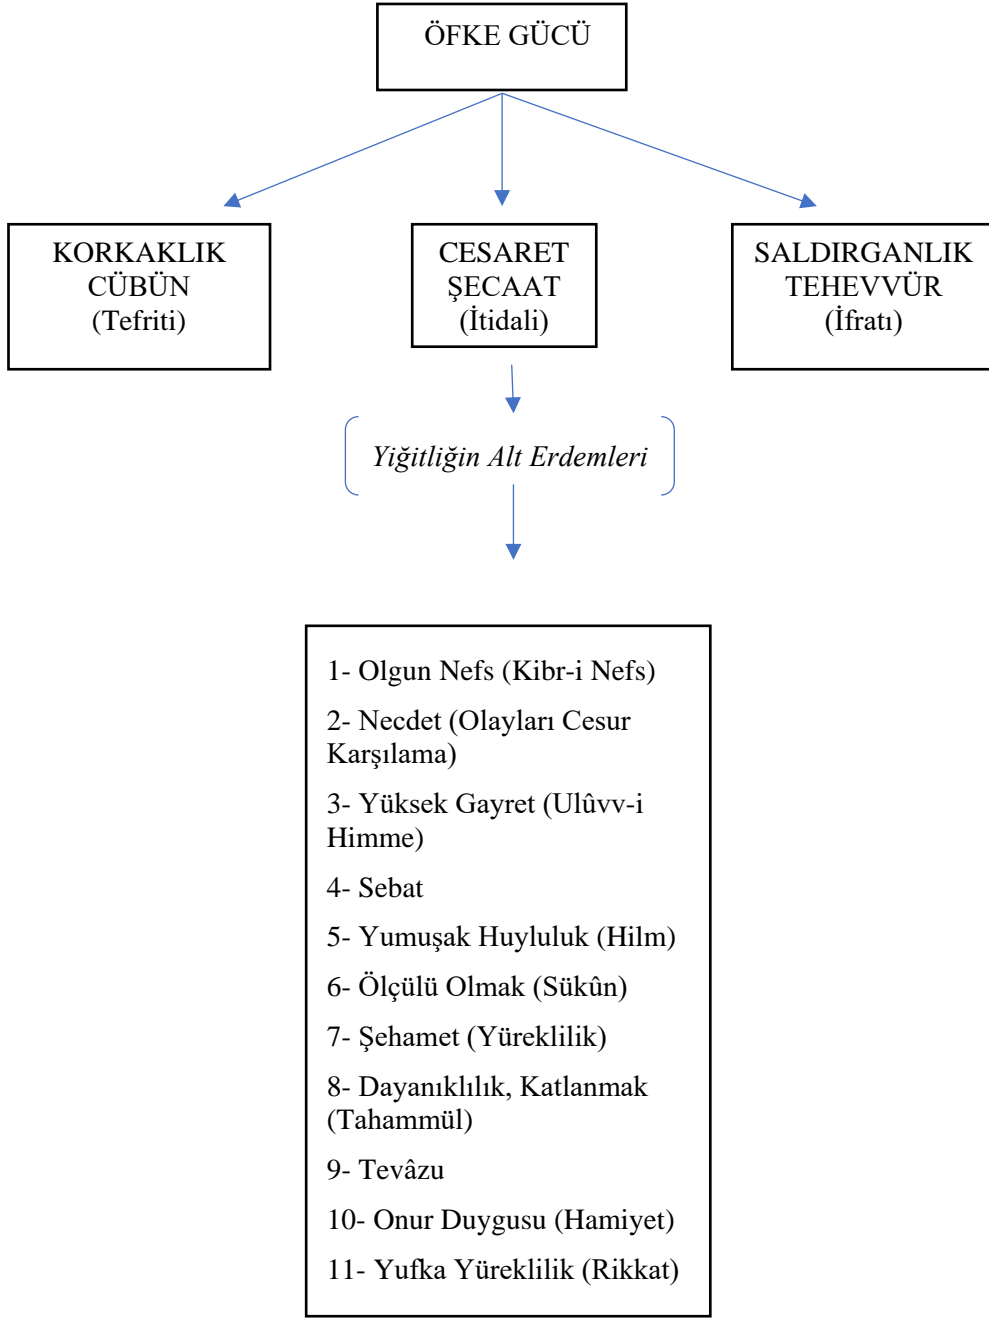 ÖFKE GÜCÜ
KORKAKLIK
CÜBÜN
(Tefriti)
CESARET
ŞECAAT
(İtidali)
SALDIRGANLIK
TEHEVVÜR
(İfratı)
Yiğitliğin Alt Erdemleri
1- Olgun Nefs (Kibr-i Nefs)
2- Necdet (Olayları Cesur
Karşılama)
3- Yüksek Gayret (Ulûvv-i
Himme)
4- Sebat
5- Yumuşak Huyluluk (Hilm)
6- Ölçülü Olmak (Sükûn)
7- Şehamet (Yüreklilik)
8- Dayanıklılık, Katlanmak
(Tahammül)
9- Tevâzu
10- Onur Duygusu (Hamiyet)
11- Yufka Yüreklilik (Rikkat)